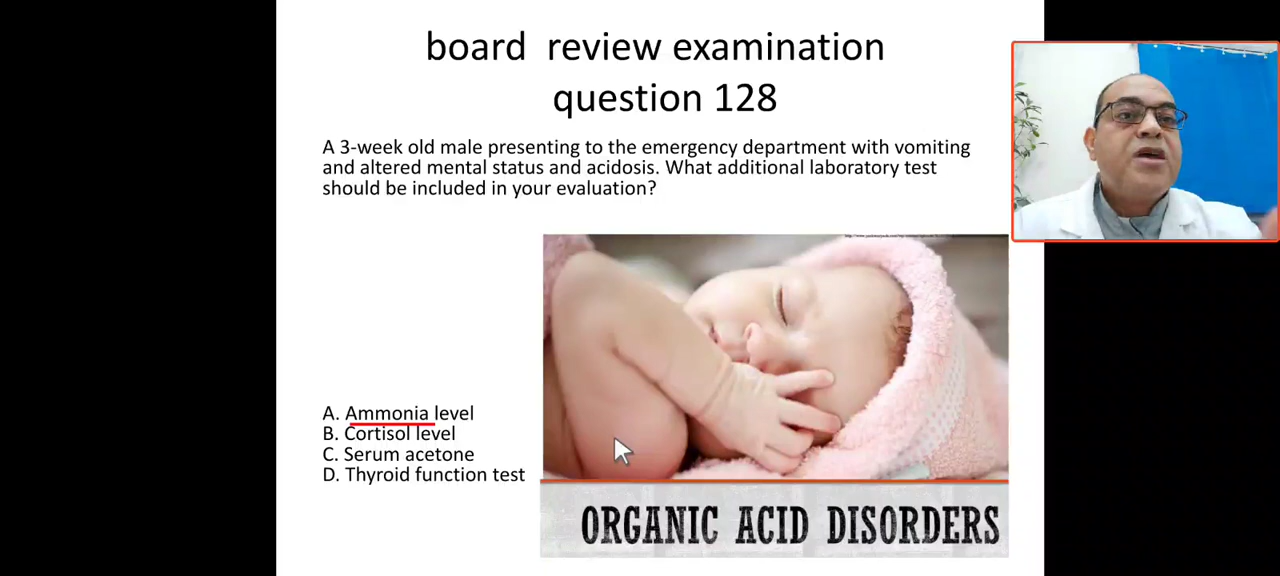 board  review examination
question 128
A 3-week old male presenting to the emergency department with vomiting
and altered mental status and acidosis. What additional laboratory test
should be included in your evaluation?
A. Ammonia level
B. Cortisol level
C. Serum acetone
D. Thyroid function test
ORGANIC ACID DISORDERS